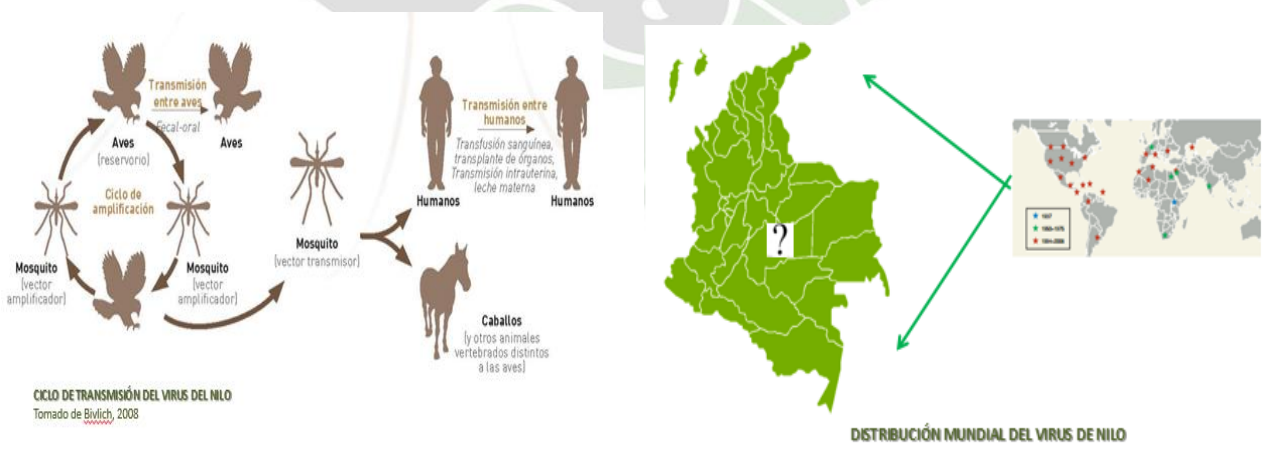 Transmisión
entre aves
Fecal-oral
Aves
(reservorio)
Aves
Ciclo de
amplificación
Mosquito
(vector
amplificador)
Mosquito
(vector
amplificador)
Mosquito
(vector transmisor)
Transmisión entre
humanos
Transfusión sanguínea,
transplante de órganos,
Transmisión intrauterina,
leche materna
Humanos
Humanos
Caballos
(y otros animales
vertebrados distintos
a las aves)
CICLO DE TRANSMISIÓN DEL VIRUS DEL NILO
Tomado de Bivlich, 2008
?
1937
DISTRIBUCIÓN MUNDIAL DEL VIRUS DE NILO